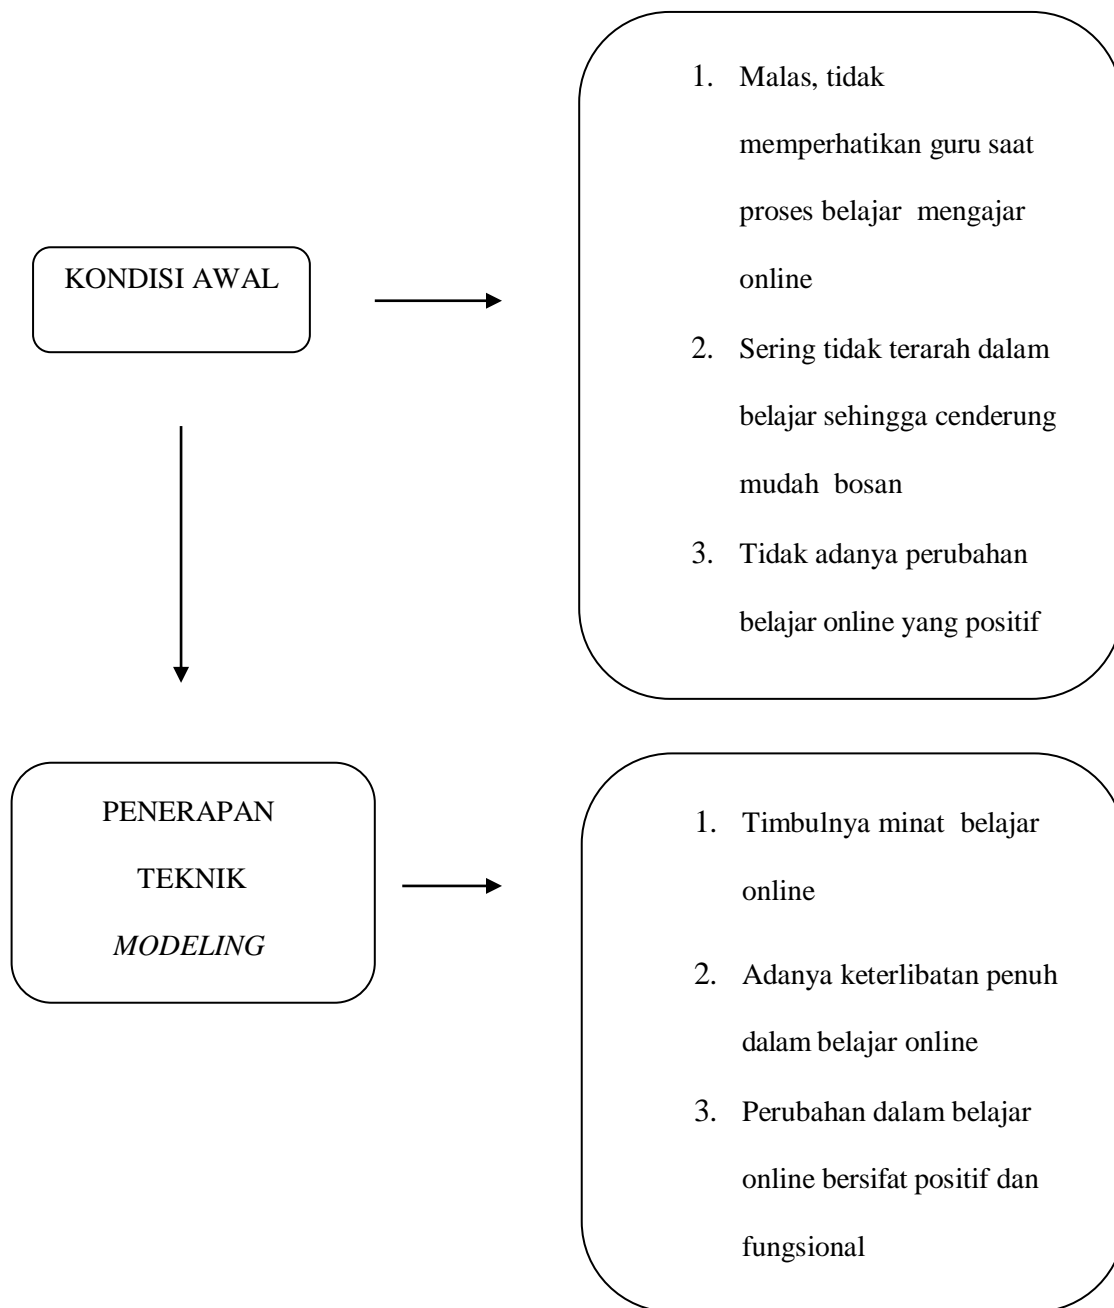 KONDISI AWAL
1. Malas, tidak
memperhatikan guru saat
proses belajar mengajar
online
2. Sering tidak terarah dalam
belajar sehingga cenderung
mudah bosan
3. Tidak adanya perubahan
belajar online yang positif
PENERAPAN
TEKNIK
MODELING
1. Timbulnya minat belajar
online
2. Adanya keterlibatan penuh
dalam belajar online
3. Perubahan dalam belajar
online bersifat positif dan
fungsional